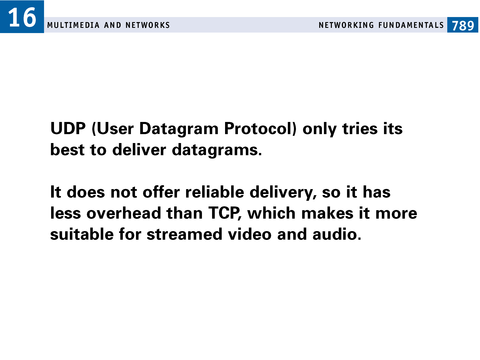 16
MULTIMEDIA AND NETWORKS
NETWORKING FUNDAMENTALS
789
UDP (User Datagram Protocol) only tries its
best to deliver datagrams.
It does not offer reliable delivery, so it has
less overhead than TCP, which makes it more
suitable for streamed video and audio.